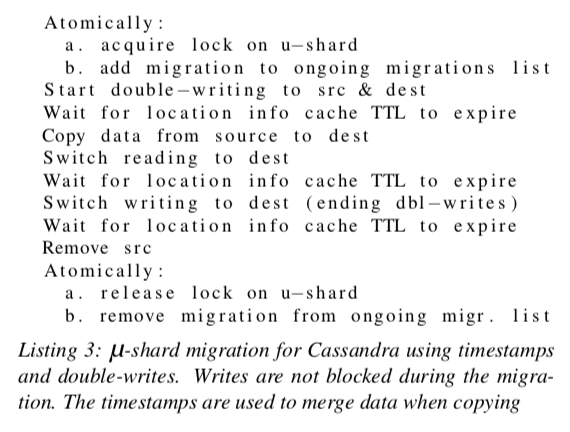 Atomically:
a. acquire lock on u−shard
b. add migration to ongoing migrations list
Start double−writing to src & dest
Wait for location info cache TTL to expire
Copy data from source to dest
Switch reading to dest
Wait for location info cache TTL to expire
Switch writing to dest (ending dbl−writes)
Wait for location info cache TTL to expire
Remove src
Atomically:
a. release lock on u−shard
b. remove migration from ongoing migr. list
Listing 3: μ-shard migration for Cassandra using timestamps
and double-writes. Writes are not blocked during the migra-
tion. The timestamps are used to merge data when copying